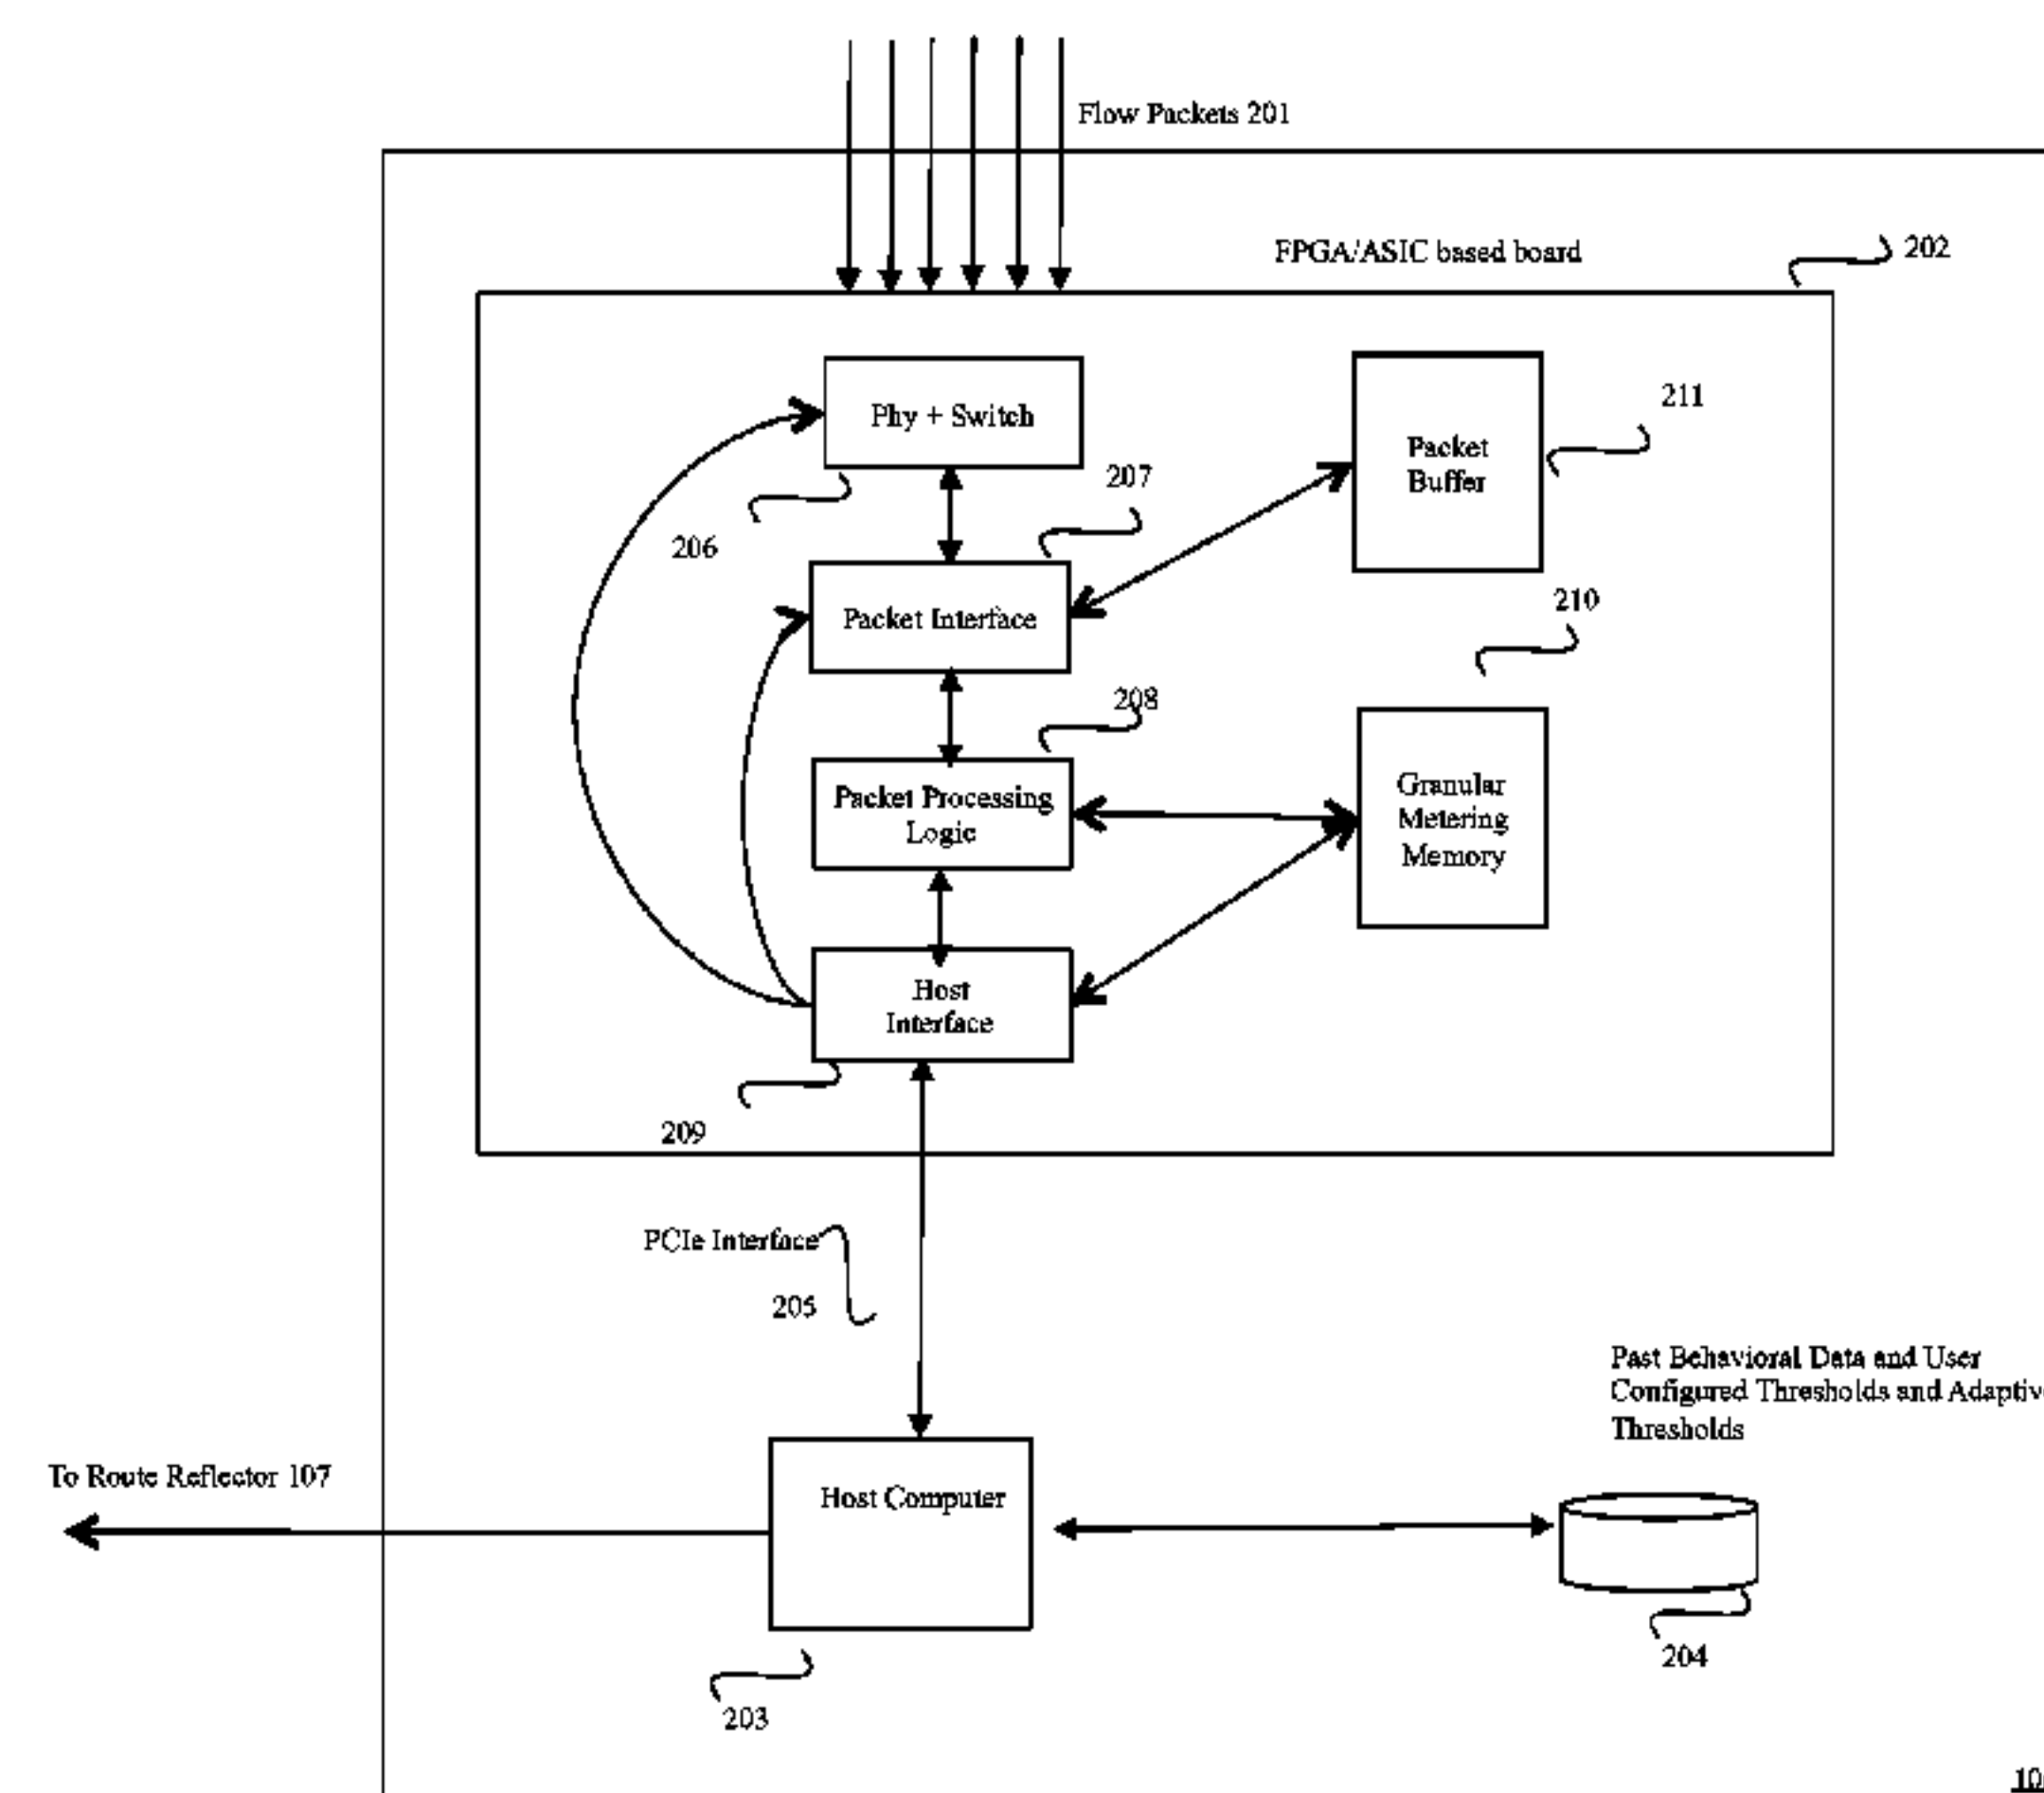 Flow Packets 201
FPGA/ASIC based board
202
Phy + Switch
206
207
Packet
Buffer
211
Packet Interface
208
210
Packet Processing
Logic
Granular
Metering
Memory
Host
Interface
209
PCIe Interface
205
Past Behavioral Data and User
Configured Thresholds and Adaptiv
Thresholds
To Route Reflector 107
Host Computer
203
204
10